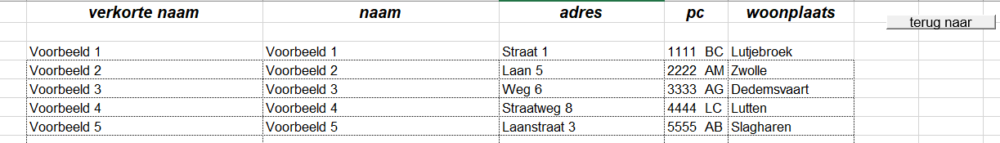 verkorte naam naam adres pc woonplaats
terug naar
Voorbeeld 1 Voorbeeld 1 Straat 1 1111 BC Lutjebroek
Voorbeeld 2 Voorbeeld 2 Laan 5 2222 AM Zwolle
Voorbeeld 3 Voorbeeld 3 Weg 6 3333 AG Dedemsvaart
Voorbeeld 4 Voorbeeld 4 Straatweg 8 4444 LC Lutten
Voorbeeld 5 Voorbeeld 5 Laanstraat 3 5555 AB Slagharen